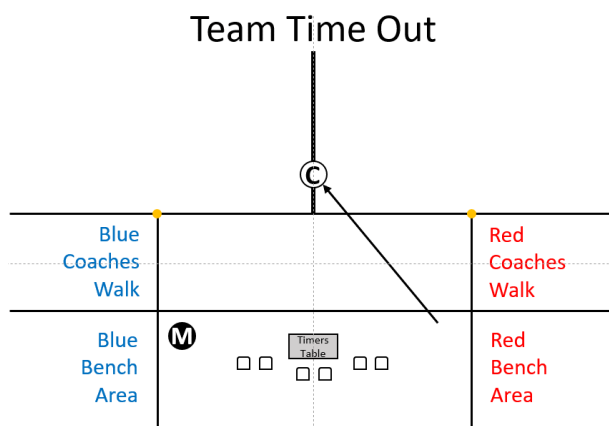 Team Time Out
C
Blue
Coaches
Walk
Red
Coaches
Walk
M
Blue
Bench
Area
Timers
Table
Red
Bench
Area